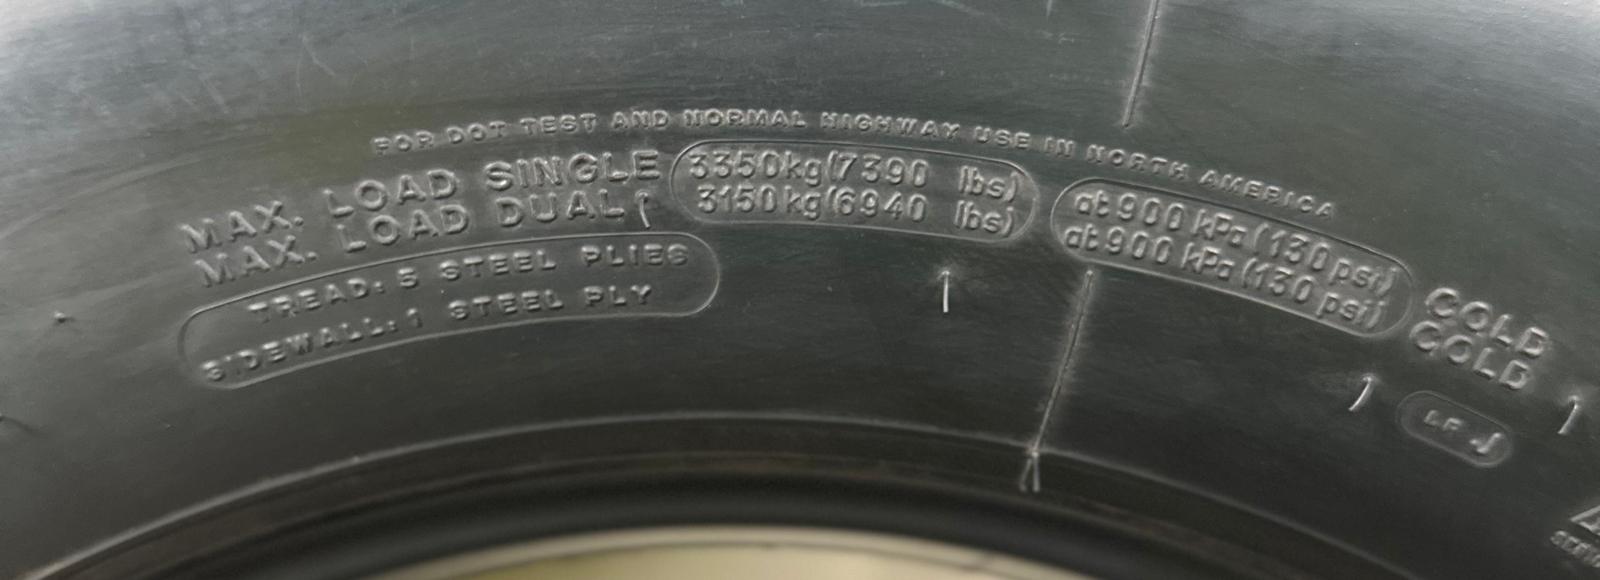 FOR DOT TEST AND NORMAL HIGHWAY USE IN NORTH AMERICA
MAX. LOAD SINGLE 3350kg(7390 lbs) at 900 kPa (130 psi) COLD
MAX. LOAD DUAL 3150kg(6940 lbs) at 900 kPa (130 psi) COLD
TREAD: 5 STEEL PLIES
SIDEWALL: 1 STEEL PLY